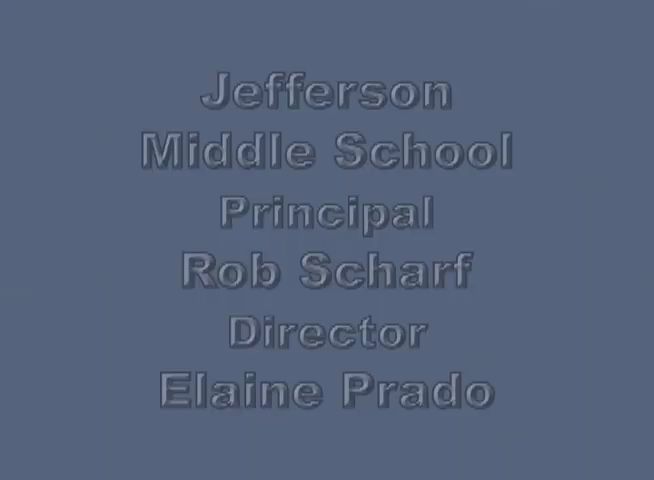 Jefferson
Middle School
Principal
Rob Scharf
Director
Elaine Prado